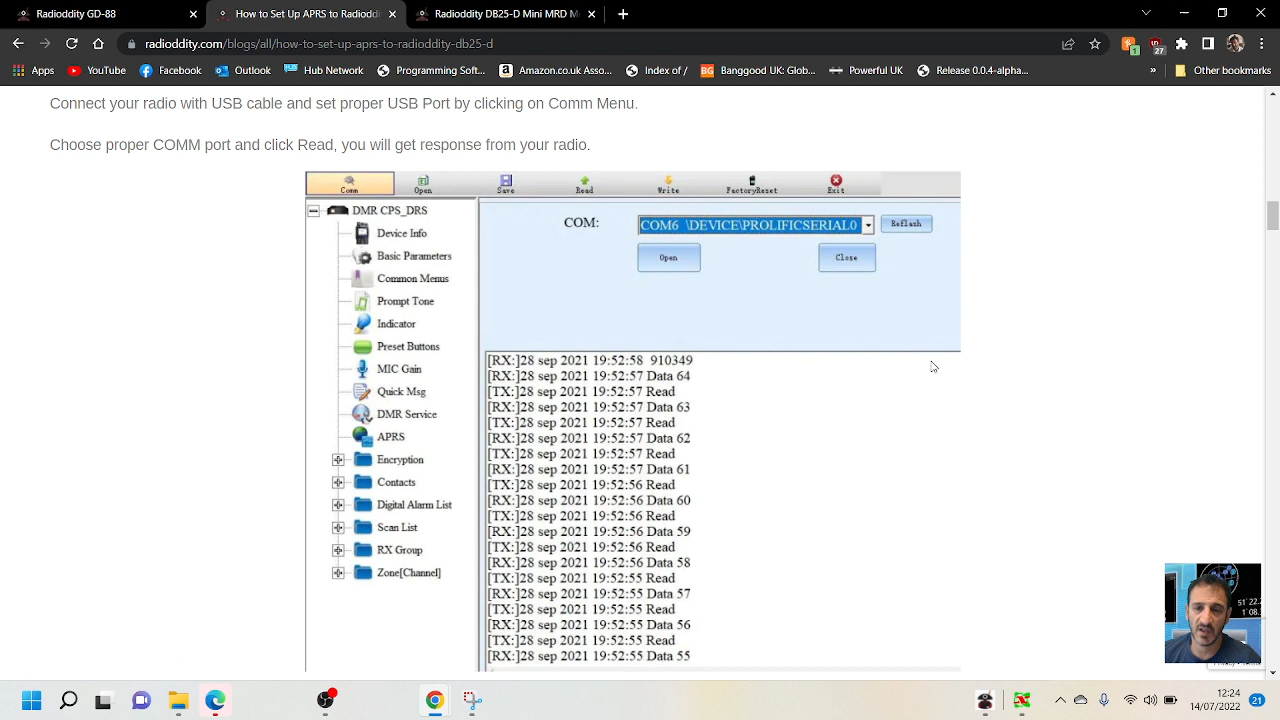 Radioddity GD-88
How to Set Up APRS to Radioddi
Radioddity DB25-D Mini MRD M
radioddity.com/blogs/all/how-to-set-up-aprs-to-radioddity-db25-d
1
27
Apps
YouTube
Facebook
Outlook
Hub Network
Programming Soft...
Amazon.co.uk Asso...
Index of /
BG Banggood I'm Glob...
Powerful UK
Release 0.0.4-alpha...
»
Other bookmarks
Connect your radio with USB cable and set proper USB Port by clicking on Comm Menu.
Choose proper COMM port and click Read, you will get response from your radio.
Comm
Open
Save
Read
Write
FactoryReset
Exit
DMR CPS_DRS
Device Info
Basic Parameters
Common Menus
Prompt Tone
Indicator
Preset Buttons
MIC Gain
Quick Msg
DMR Service
APRS
Encryption
Contacts
Digital Alarm List
Scan List
RX Group
Zone[Channel]
COM:
COM6 \DEVICE\PROLIFICSERIAL0
Reflash
Open
Close
[RX:]28 sep 2021 19:52:58 910349
[RX:]28 sep 2021 19:52:57 Data 64
[TX:]28 sep 2021 19:52:57 Read
[RX:]28 sep 2021 19:52:57 Data 63
[TX:]28 sep 2021 19:52:57 Read
[RX:]28 sep 2021 19:52:57 Data 62
[TX:]28 sep 2021 19:52:57 Read
[RX:]28 sep 2021 19:52:57 Data 61
[TX:]28 sep 2021 19:52:56 Read
[RX:]28 sep 2021 19:52:56 Data 60
[TX:]28 sep 2021 19:52:56 Read
[RX:]28 sep 2021 19:52:56 Data 59
[TX:]28 sep 2021 19:52:56 Read
[RX:]28 sep 2021 19:52:56 Data 58
[TX:]28 sep 2021 19:52:55 Read
[RX:]28 sep 2021 19:52:55 Data 57
[TX:]28 sep 2021 19:52:55 Read
[RX:]28 sep 2021 19:52:55 Data 56
[TX:]28 sep 2021 19:52:55 Read
[RX:]28 sep 2021 19:52:55 Data 55
12:24
14/07/2022
21